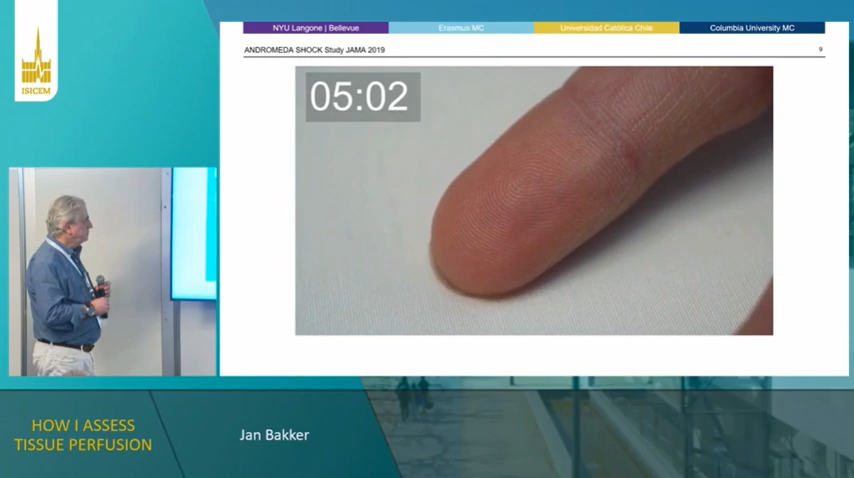 ISICEM
NYU Langone | Bellevue
Erasmus MC
Universidad Católica Chile
Columbia University MC
ANDROMEDA SHOCK Study JAMA 2019
9
05:02
HOW I ASSESS
TISSUE PERFUSION
Jan Bakker